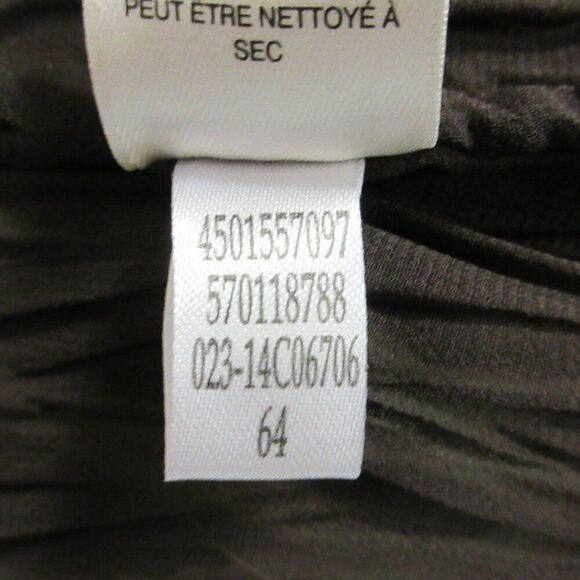 PEUT ÊTRE NETTOYÉ À
SEC
4501557097
570118788
023-14C06706
64